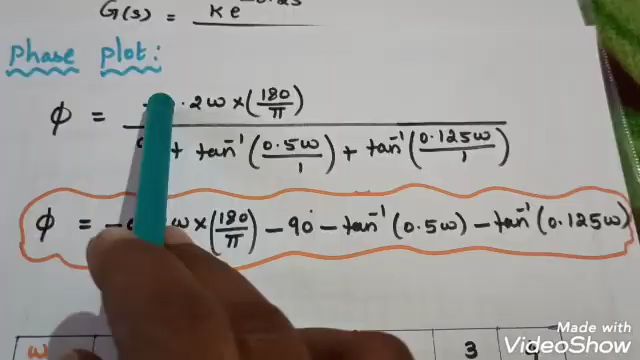 G(s) = Ke
Phase plot:
ϕ = .2ω × (180/π)
+ tan⁻¹ (0.5ω/1) + tan⁻¹ (0.125ω/1)
ϕ = ω × (180/π) - 90° - tan⁻¹ (0.5ω) - tan⁻¹ (0.125ω)
ω 3
Made with
VideoShow